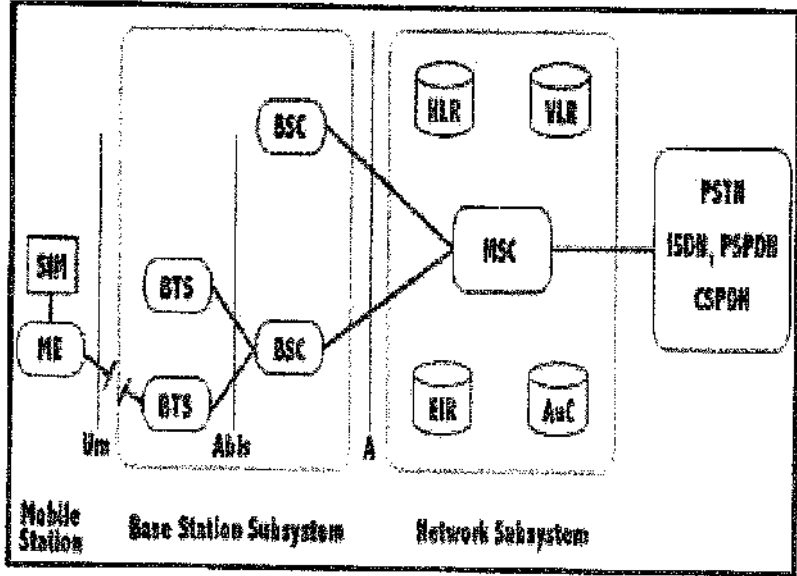 HLR
VLR
BSC
PSTN
ISDN, PSPDN
CSPDN
MSC
SIM
BTS
ME
BSC
BTS
EIR
AuC
Um
Abis
A
Mobile
Station
Base Station Subsystem
Network Subsystem